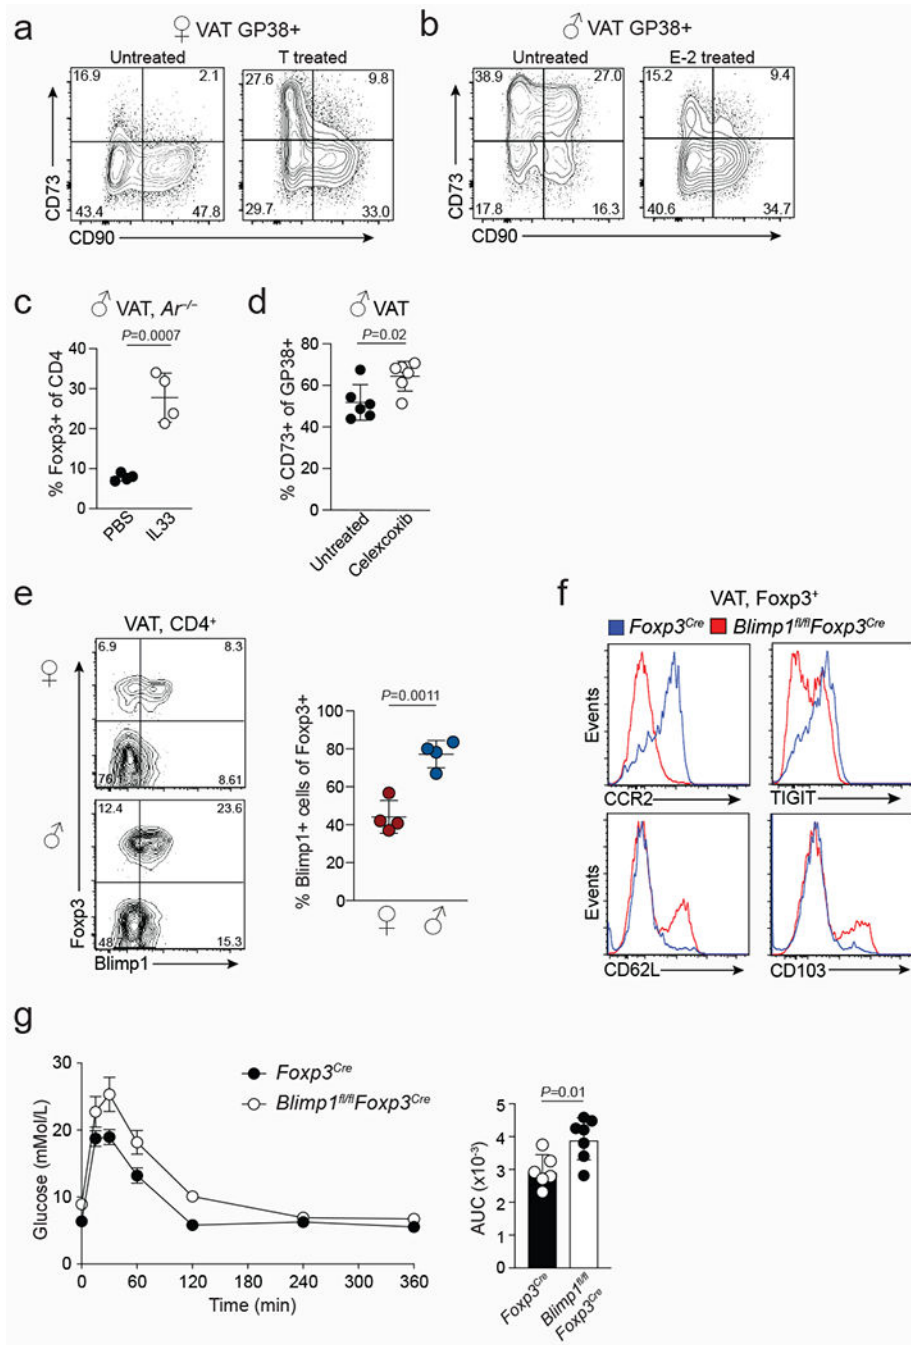 a
♀ VAT GP38+
Untreated
T treated
16.9 2.1
43.4 47.8
27.6 9.8
29.7 33.0
CD73
CD90
b
♂ VAT GP38+
Untreated
E-2 treated
38.9 27.0
17.8 16.3
15.2 9.4
40.6 34.7
CD73
CD90
c
♂ VAT, Ar-/-
P=0.0007
% Foxp3+ of CD4
40
30
20
10
0
PBS
IL33
d
♂ VAT
P=0.02
% CD73+ of GP38+
80
60
40
20
0
Untreated
Celexcoxib
e
VAT, CD4+
♀
6.9 8.3
76.1 8.61
♂
12.4 23.6
48.7 15.3
Foxp3
Blimp1
P=0.0011
% Blimp1+ cells of Foxp3+
100
80
60
40
20
0
♀ ♂
f
VAT, Foxp3+
Foxp3Cre Blimp1fl/flFoxp3Cre
Events
CCR2
TIGIT
Events
CD62L
CD103
g
Glucose (mMol/L)
30
20
10
0
0 60 120 180 240 300 360
Time (min)
Foxp3Cre
Blimp1fl/flFoxp3Cre
P=0.01
AUC (x10-3)
5
4
3
2
1
0
Foxp3Cre
Blimp1fl/fl
Foxp3Cre